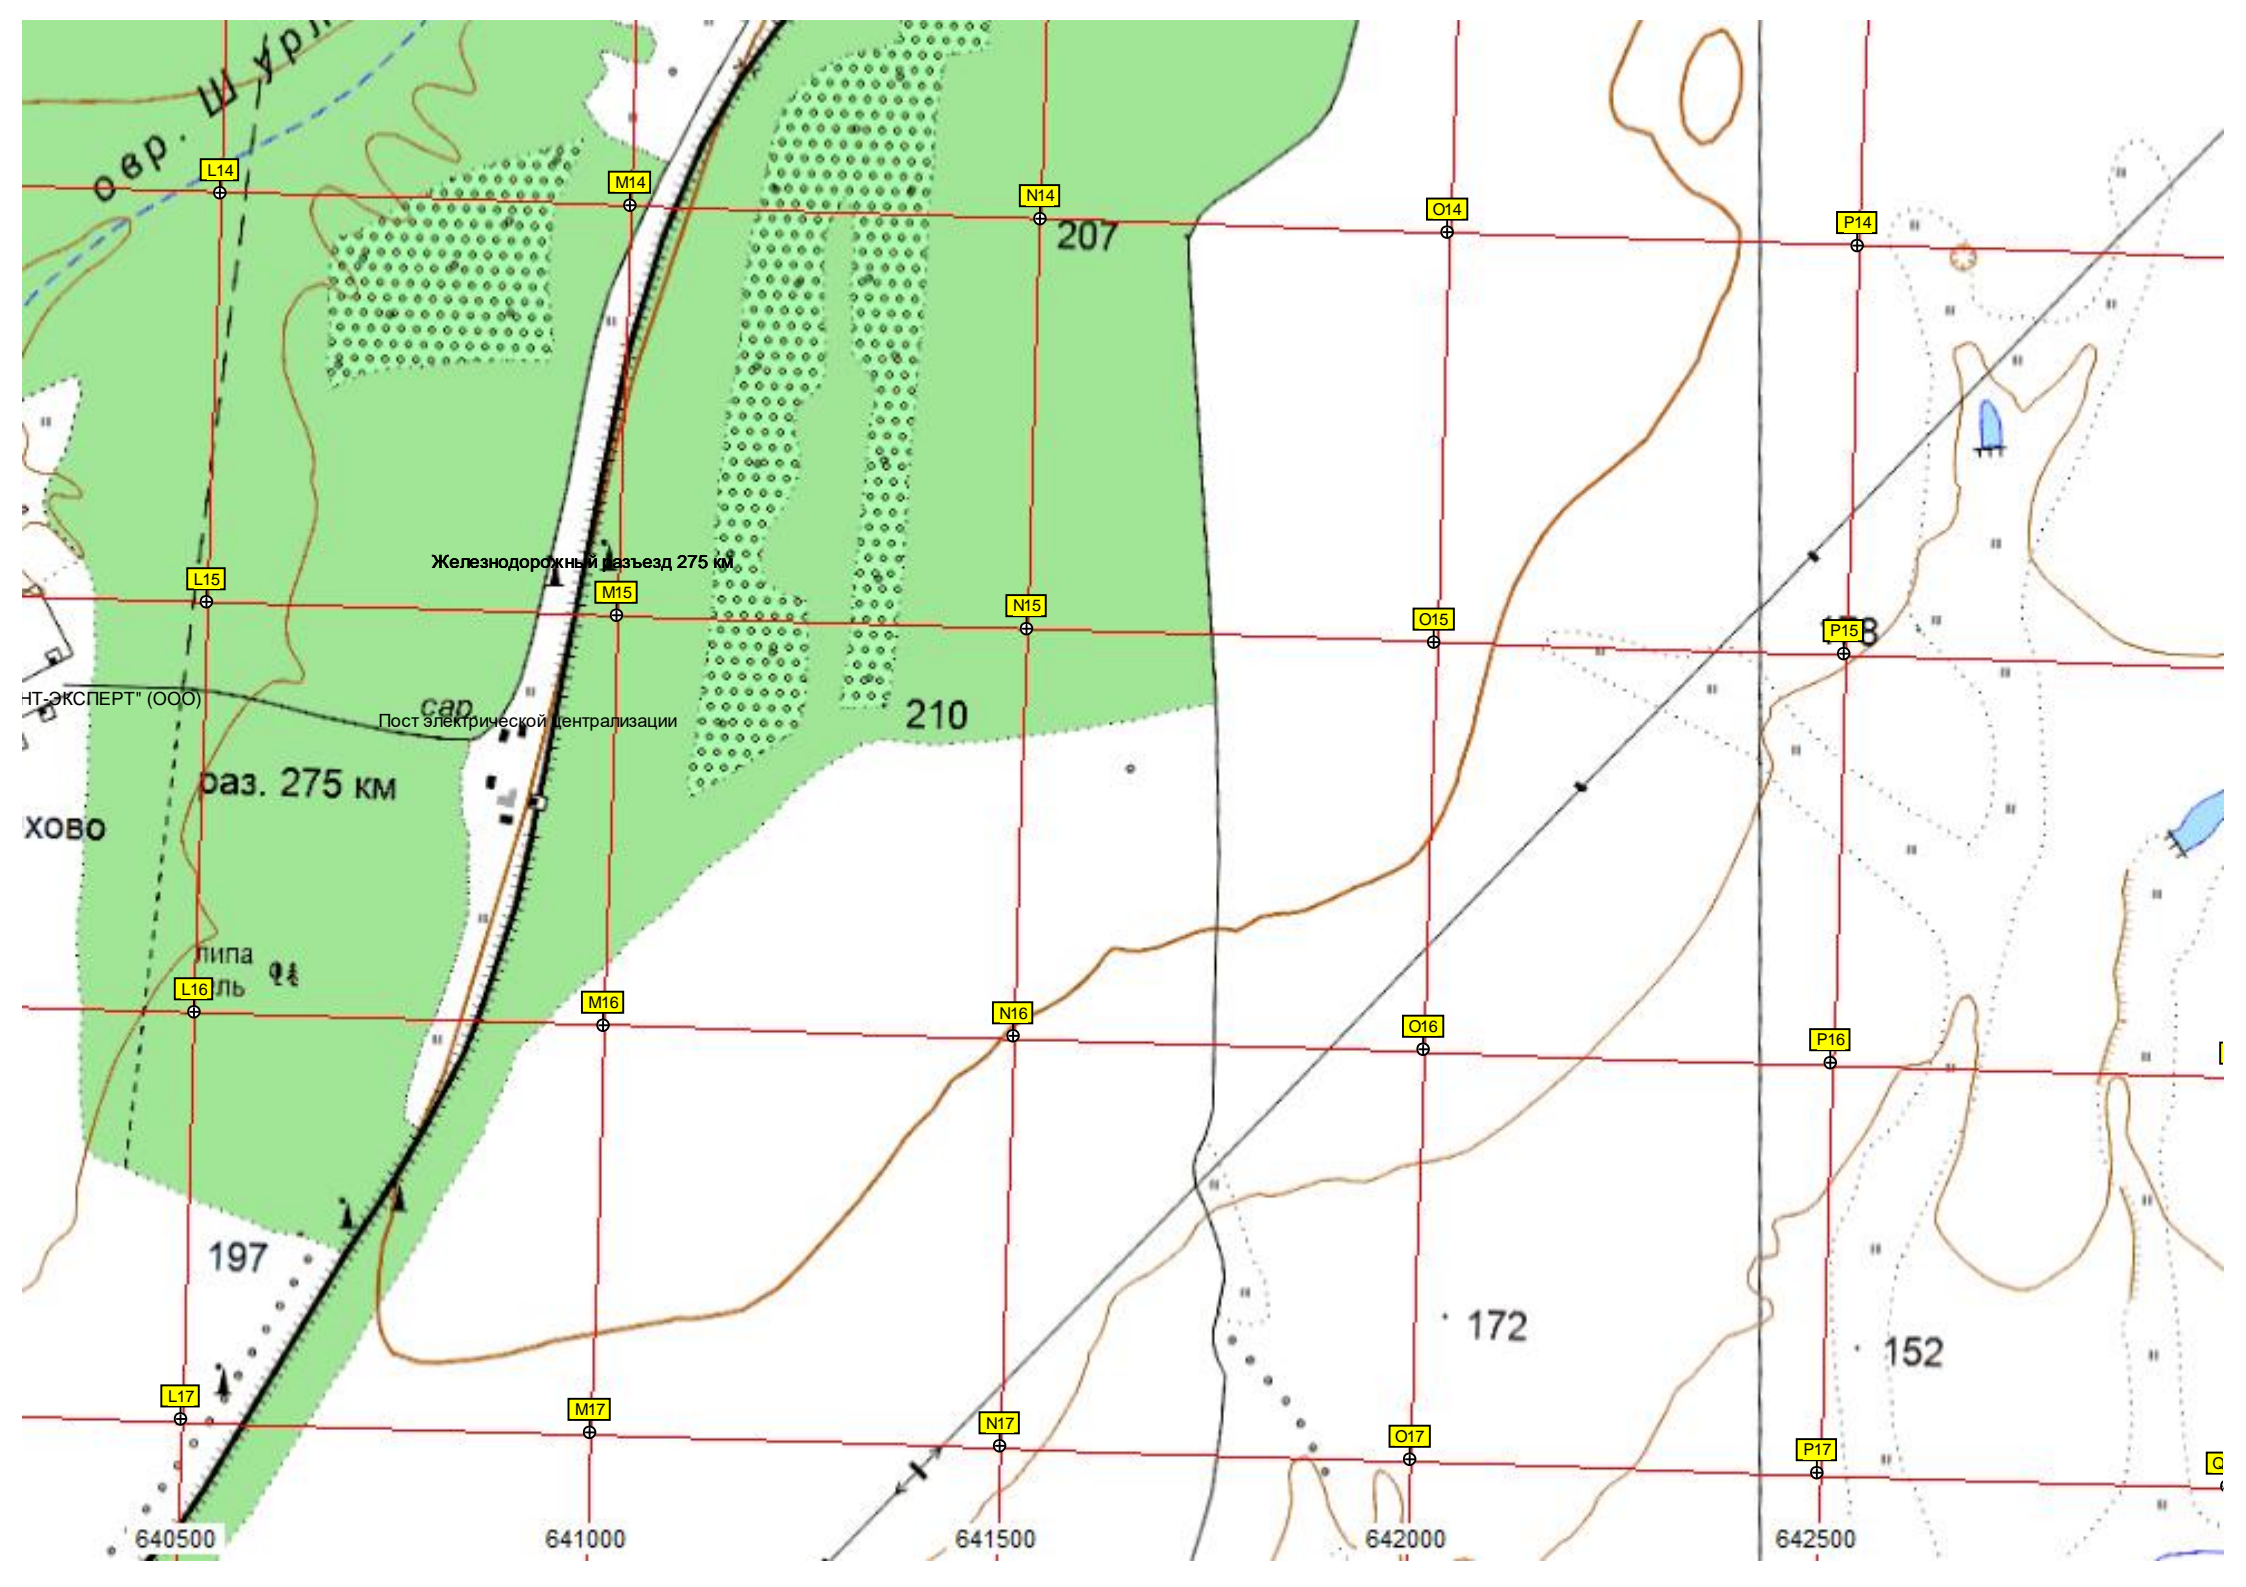 овр. Шурд
L14
M14
N14
O14
P14
207
Железнодорожный разъезд 275 км
L15
M15
N15
O15
P15
НТ-ЭКСПЕРТ" (ООО)
сар.
Пост электрической централизации
210
раз. 275 км
ХОВО
липа
L16
M16
N16
O16
P16
197
172
152
L17
M17
N17
O17
P17
640500
641000
641500
642000
642500